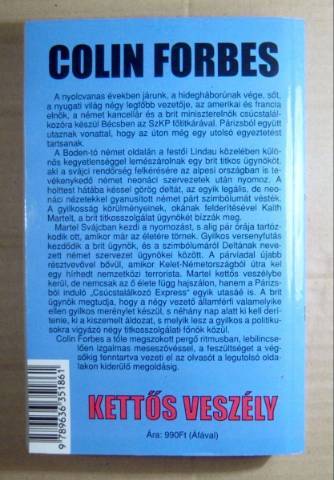 COLIN FORBES
A nyolcvanas években járunk, a hidegháborúnak vége, sőt,
a nyugati világ négy legfőbb vezetője, az amerikai és francia
elnök, a német kancellár és a brit miniszterelnök csúcstalál-
kozóra készül Bécsben az SzKP főtitkárával. Párizsból együtt
utaznak vonattal, hogy az úton még egy utolsó egyeztetést
tartsanak.
A Boden-tó német oldalán a festői Lindau közelében külö-
nös kegyetlenséggel lemészárolnak egy brit titkos ügynököt,
aki a svájci rendőrség felkérésére az alpesi országban is te-
vékenykedő német neonáci szervezetek után nyomoz. A
holttest hátába késsel görög deltát, az egyik legális, de neo-
náci nézetekkel gyanúsított német párt szimbólumát vésték.
A gyilkosság körülményeinek, okának felderítésével Keith
Martelt, a brit titkosszolgálat ügynökét bízzák meg.
Martel Svájcban kezdi a nyomozást, s alig pár órája tartóz-
kodik ott, amikor már az életére törnek. Gyilkos versenyfutás
kezdődik a brit ügynök, és a szimbólumáról Deltának neve-
zett német szervezet ügynökei között. A párviadal újabb
résztvevővel bővül, amikor Kelet-Németországból útra kel
egy hírhedt nemzetközi terrorista. Martel kettős veszélybe
kerül, de nemcsak az ő élete függ hajszálon, hanem a Párizs-
ból induló „Csúcstalálkozó Express" egyik utasáé is. A brit
ügynök megtudja, hogy a négy vezető államférfi valamelyike
ellen gyilkos merénylet készül, s néhány nap alatt ki kell derí-
tenie, ki a kiszemelt áldozat, s melyik lesz a gyilkos a politiku-
sokra vigyázó négy titkosszolgálati főnök közül.
Colin Forbes a tőle megszokott pergő ritmusban, lebilincse-
lően izgalmas meseszövéssel, a feszültséget a vég-
sőkig fenntartva vezeti el az olvasót a legutolsó olda-
lakon kiderülő megoldásig.
KETTŐS VESZÉLY
Ára: 990Ft (Áfával)
9 789636 351861